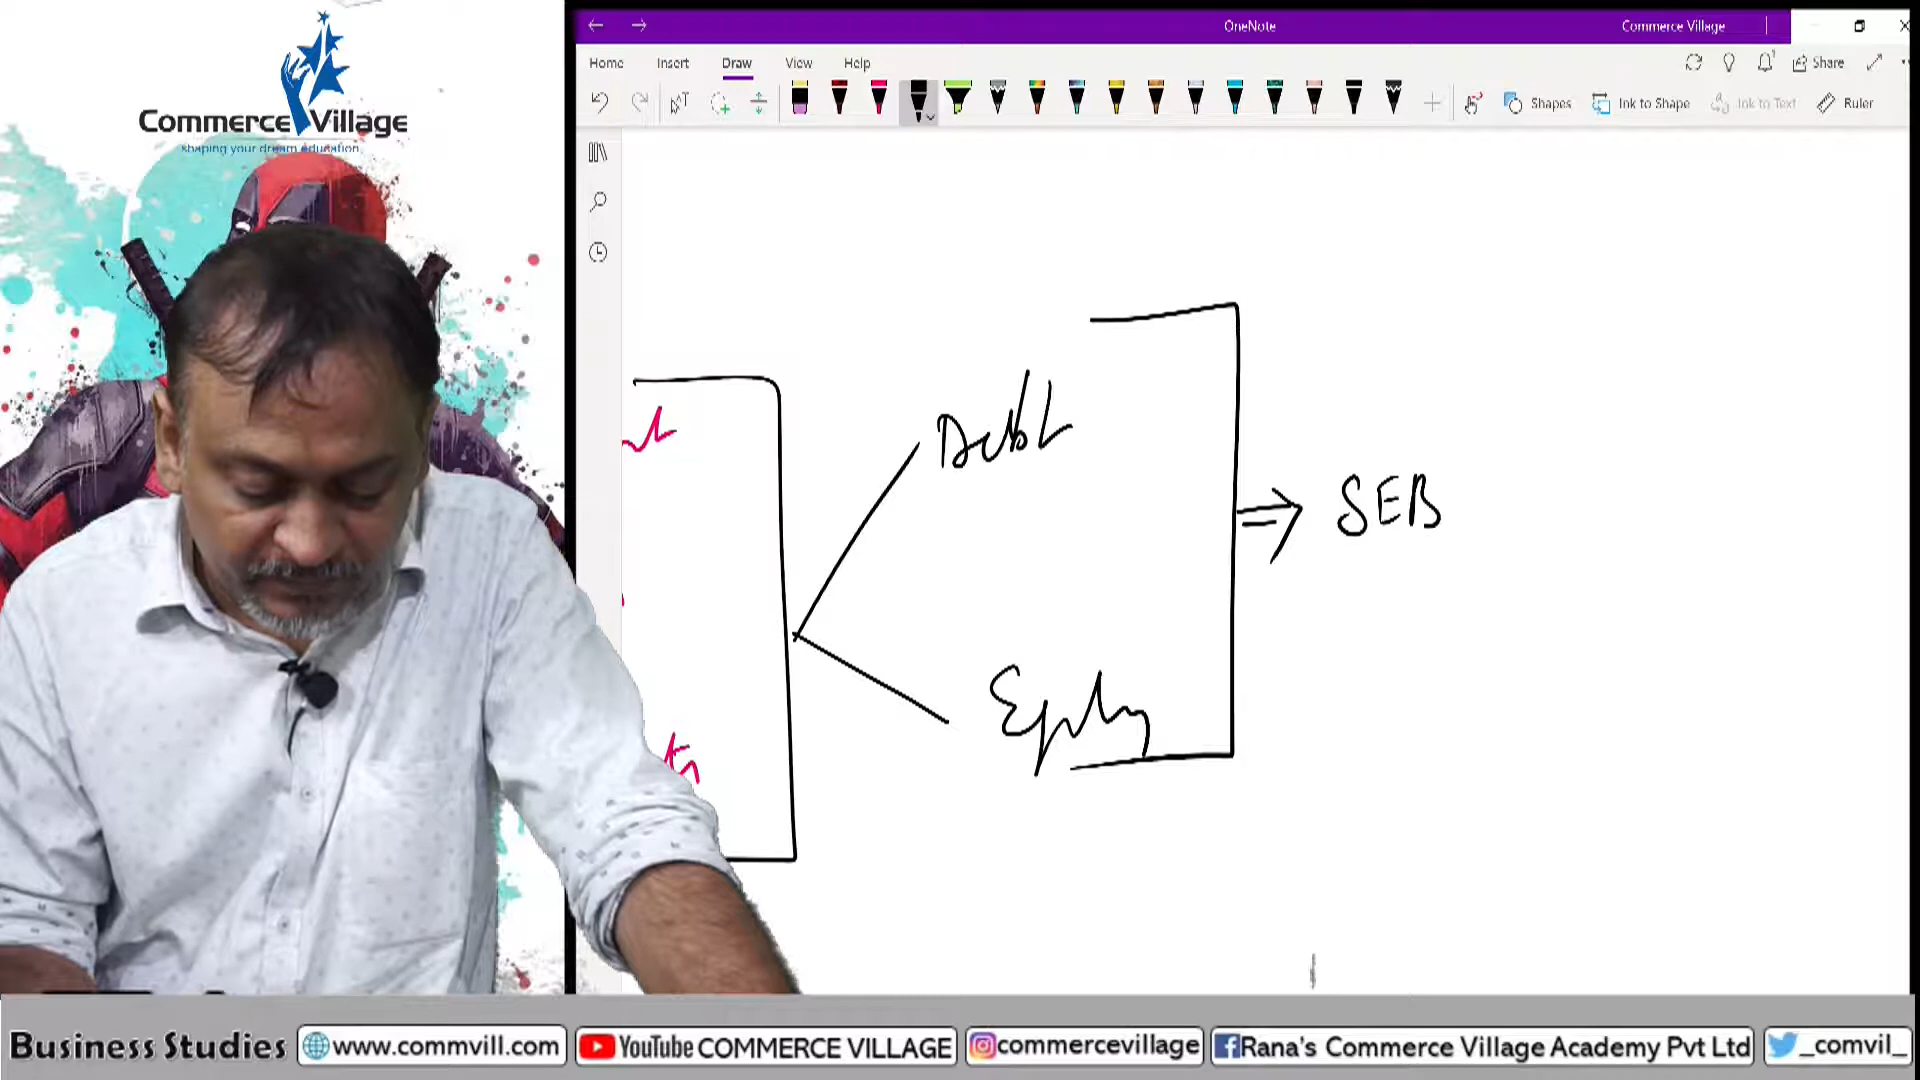 Commerce Village
shaping your dream education
OneNote
Commerce Village
Home Insert Draw View Help
Share
Shapes
Ink to Shape
Ink to Text
Ruler
Debt
SEB
Equity
Business Studies
www.commvill.com
YouTube COMMERCE VILLAGE
commercevillage
Rana's Commerce Village Academy Pvt Ltd
_comvil_